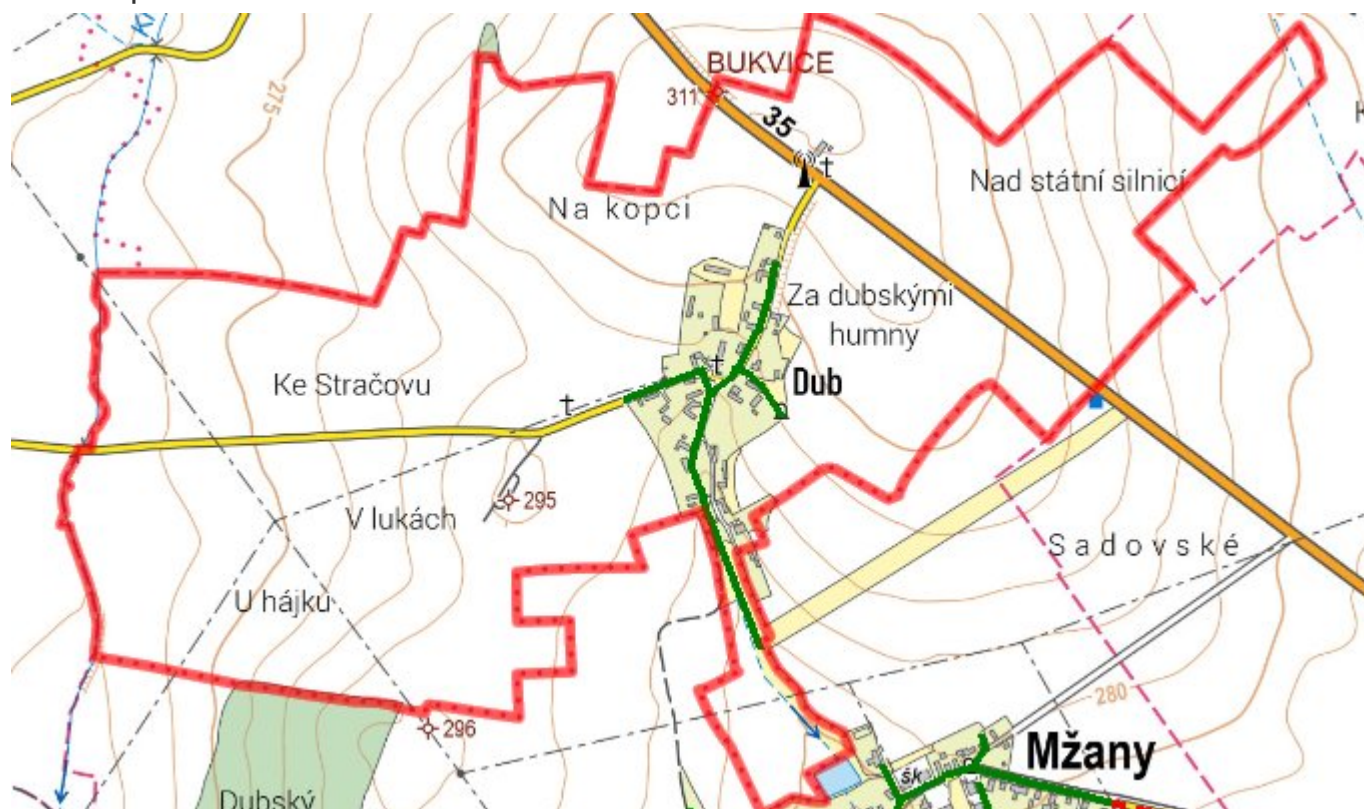 275
BUKVICE
311
35
Na kopci
Nad státní silnicí
Za dubskými
humny
Dub
Ke Stračovu
295
V lukách
Sadovské
U hájku
296
280
Mžany
šk
Dubský